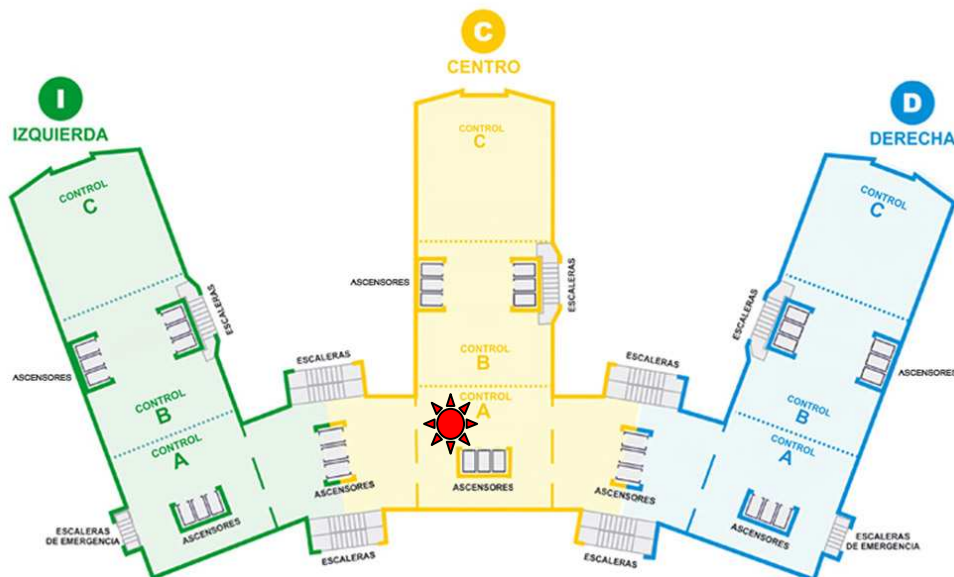 C
CENTRO
I
IZQUIERDA
D
DERECHA
CONTROL
C
CONTROL
C
CONTROL
C
ASCENSORES
ESCALERAS
ESCALERAS
ESCALERAS
ASCENSORES
ASCENSORES
ESCALERAS
CONTROL
B
ESCALERAS
CONTROL
B
CONTROL
B
CONTROL
A
CONTROL
A
CONTROL
A
ASCENSORES
ASCENSORES
ASCENSORES
ESCALERAS
DE EMERGENCIA
ASCENSORES
ASCENSORES
ESCALERAS
DE EMERGENCIA
ESCALERAS
ESCALERAS